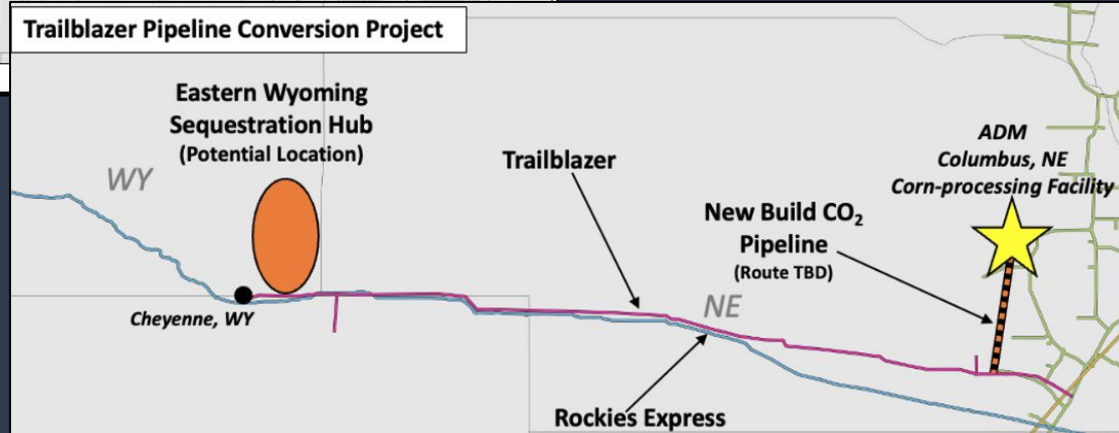 Trailblazer Pipeline Conversion Project
Eastern Wyoming
Sequestration Hub
(Potential Location)
WY
Trailblazer
ADM
Columbus, NE
Corn-processing Facility
New Build CO₂
Pipeline
(Route TBD)
NE
Cheyenne, WY
Rockies Express